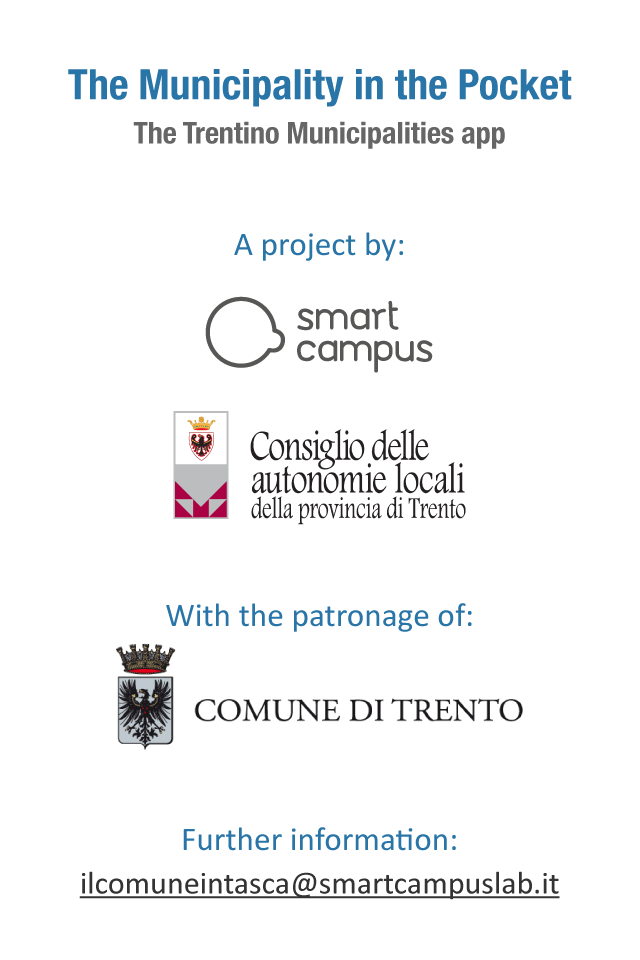 The Municipality in the Pocket
The Trentino Municipalities app
A project by:
smart
campus
Consiglio delle
autonomie locali
della provincia di Trento
With the patronage of:
COMUNE DI TRENTO
Further information:
ilcomuneintasca@smartcampuslab.it